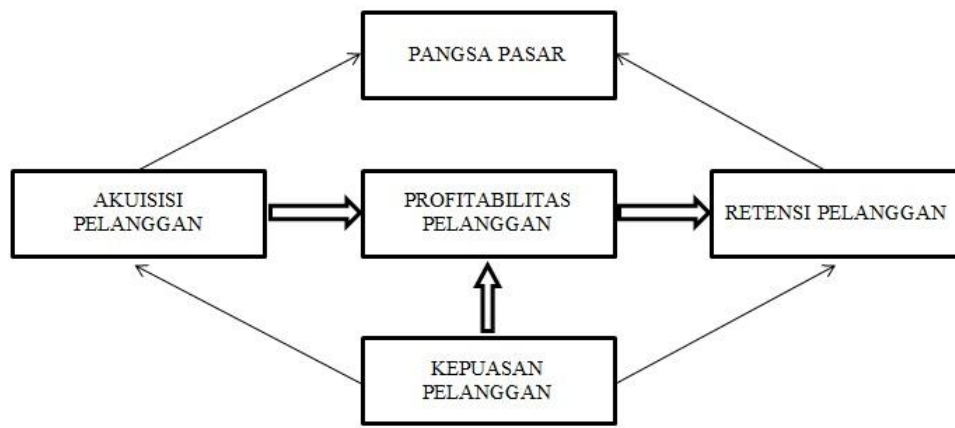 PANGSA PASAR
AKUISISI
PELANGGAN
PROFITABILITAS
PELANGGAN
RETENSI PELANGGAN
KEPUASAN
PELANGGAN